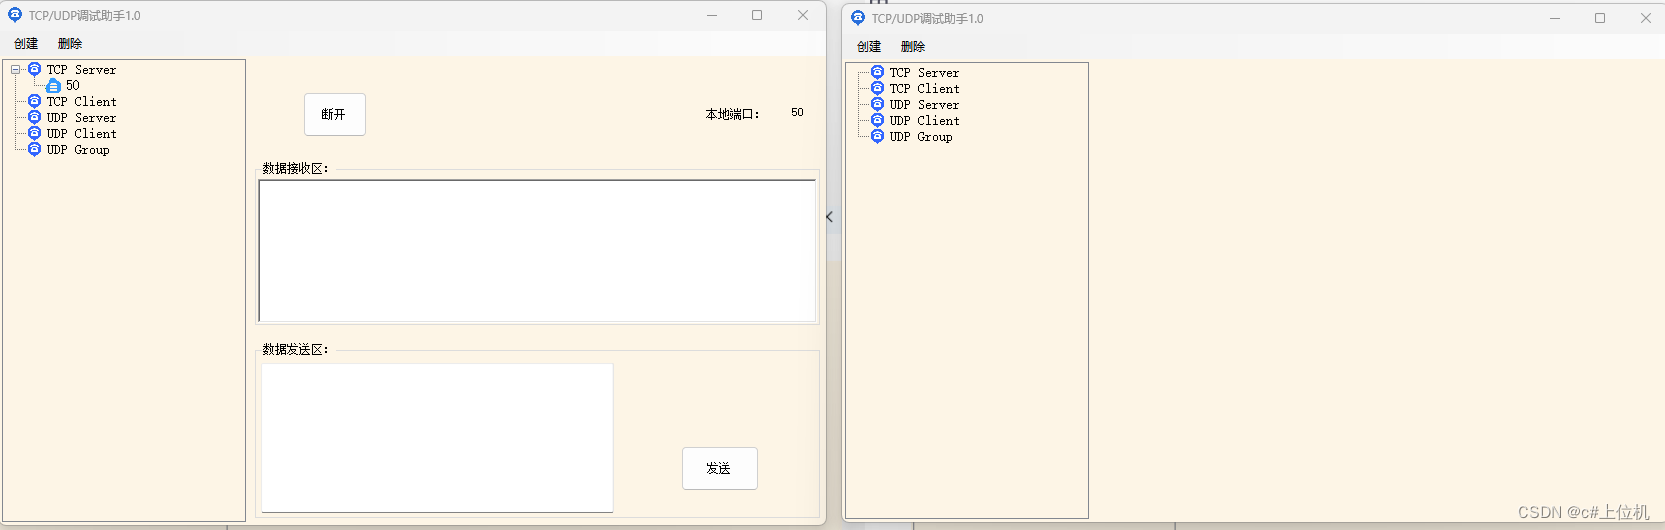 TCP/UDP调试助手1.0
创建 删除
TCP Server
50
TCP Client
UDP Server
UDP Client
UDP Group
断开
本地端口： 50
数据接收区：
数据发送区：
发送
TCP/UDP调试助手1.0
创建 删除
TCP Server
TCP Client
UDP Server
UDP Client
UDP Group
CSDN @c#上位机